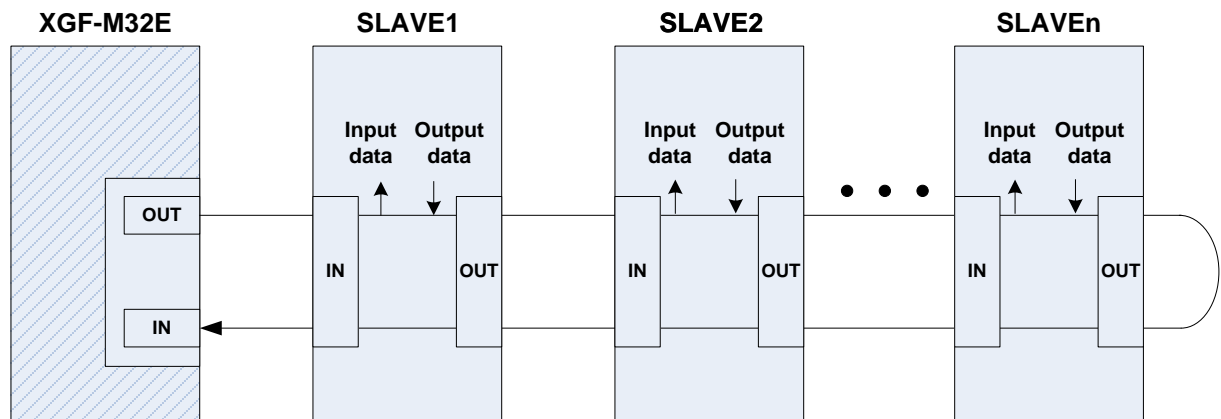 XGF-M32E
SLAVE1
SLAVE2
SLAVEn
Input data
Output data
Input data
Output data
Input data
Output data
OUT
IN
IN
OUT
IN
OUT
IN
OUT